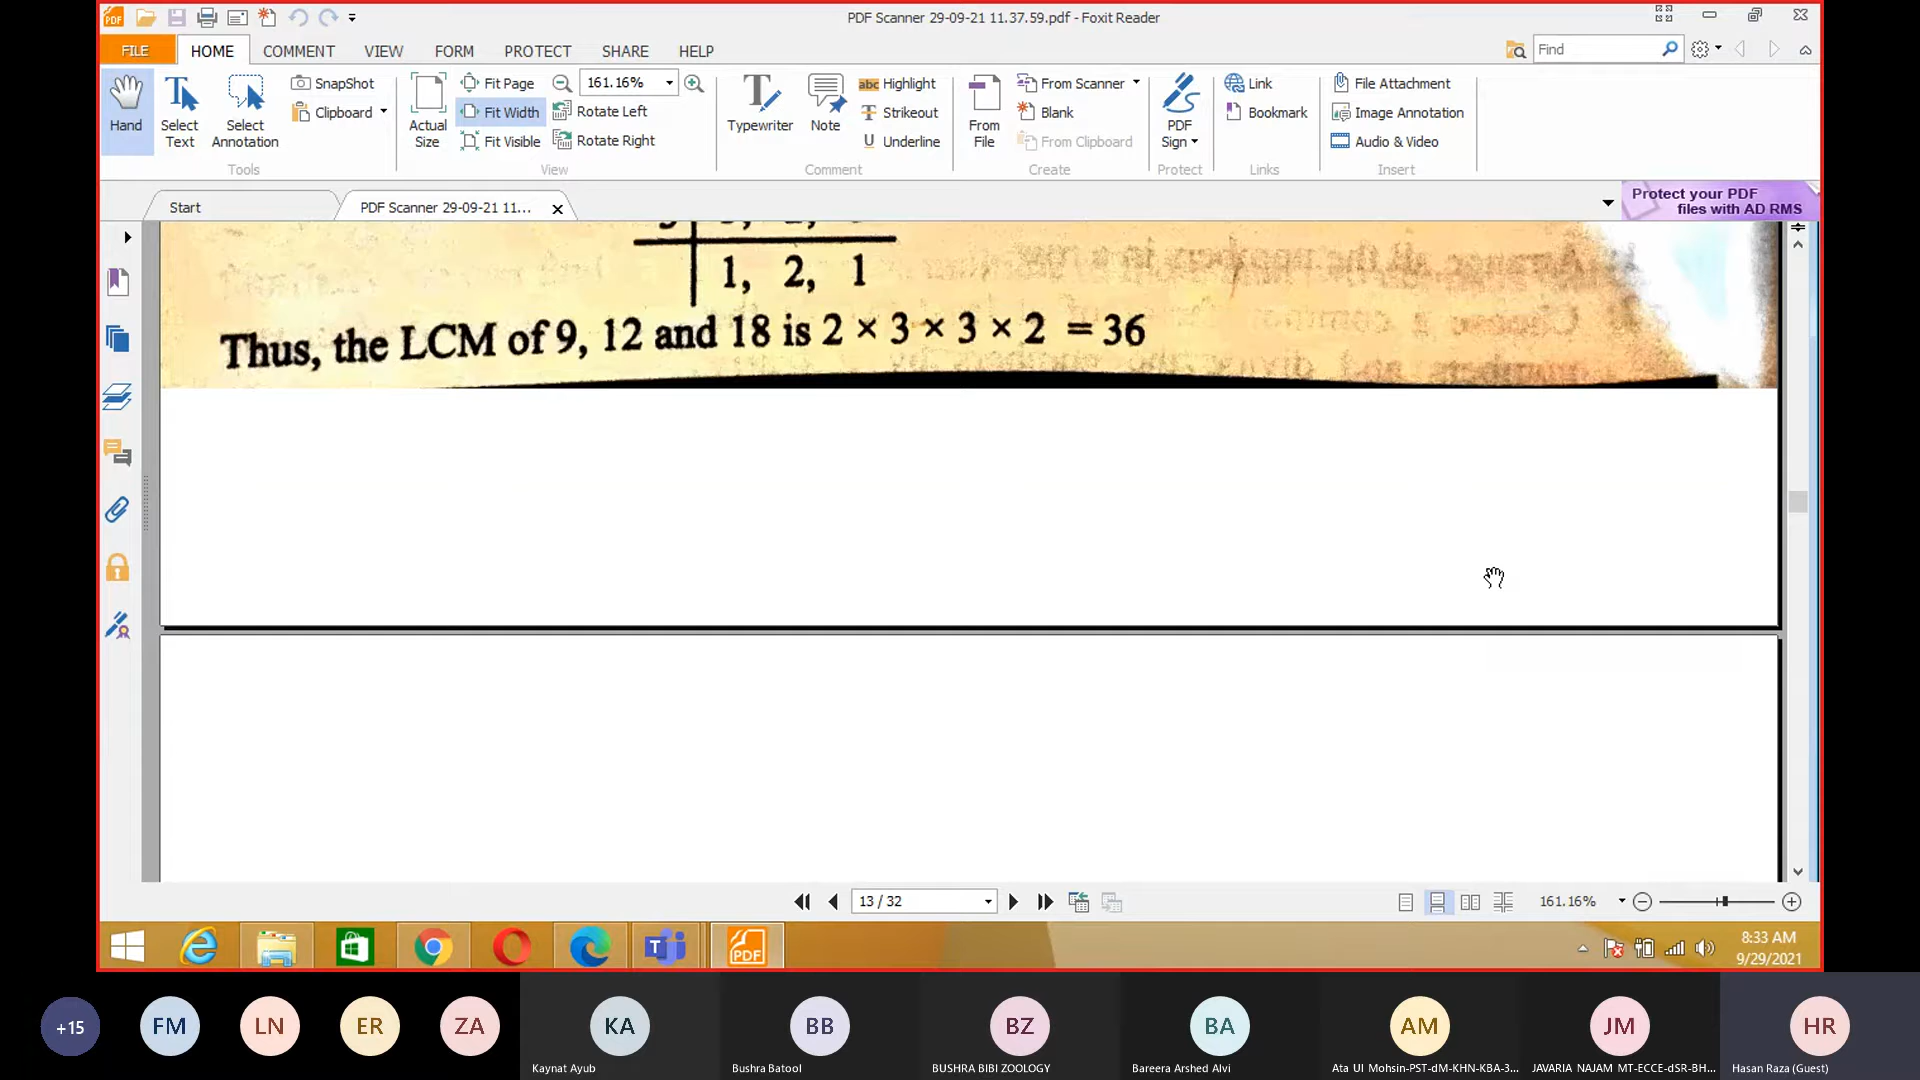 PDF Scanner 29-09-21 11.37.59.pdf - Foxit Reader
FILE HOME COMMENT VIEW FORM PROTECT SHARE HELP
Find
Hand
Select Text
Select Annotation
SnapShot
Clipboard
Tools
Actual Size
Fit Page
Fit Width
Fit Visible
161.16%
Rotate Left
Rotate Right
View
Typewriter
Note
Highlight
Strikeout
Underline
Comment
From File
From Scanner
Blank
From Clipboard
Create
PDF Sign
Protect
Link
Bookmark
Links
File Attachment
Image Annotation
Audio & Video
Insert
Start
PDF Scanner 29-09-21 11...
Protect your PDF
files with AD RMS
1, 2, 1
Thus, the LCM of 9, 12 and 18 is 2 × 3 × 3 × 2 = 36
13 / 32
161.16%
PDF
8:33 AM
9/29/2021
+15
FM
LN
ER
ZA
KA
BB
BZ
BA
AM
JM
HR
Kaynat Ayub
Bushra Batool
BUSHRA BIBI ZOOLOGY
Bareera Arshed Alvi
Ata Ul Mohsin-PST-dM-KHN-KBA-3...
JAVARIA NAJAM MT-ECCE-dSR-BH...
Hasan Raza (Guest)